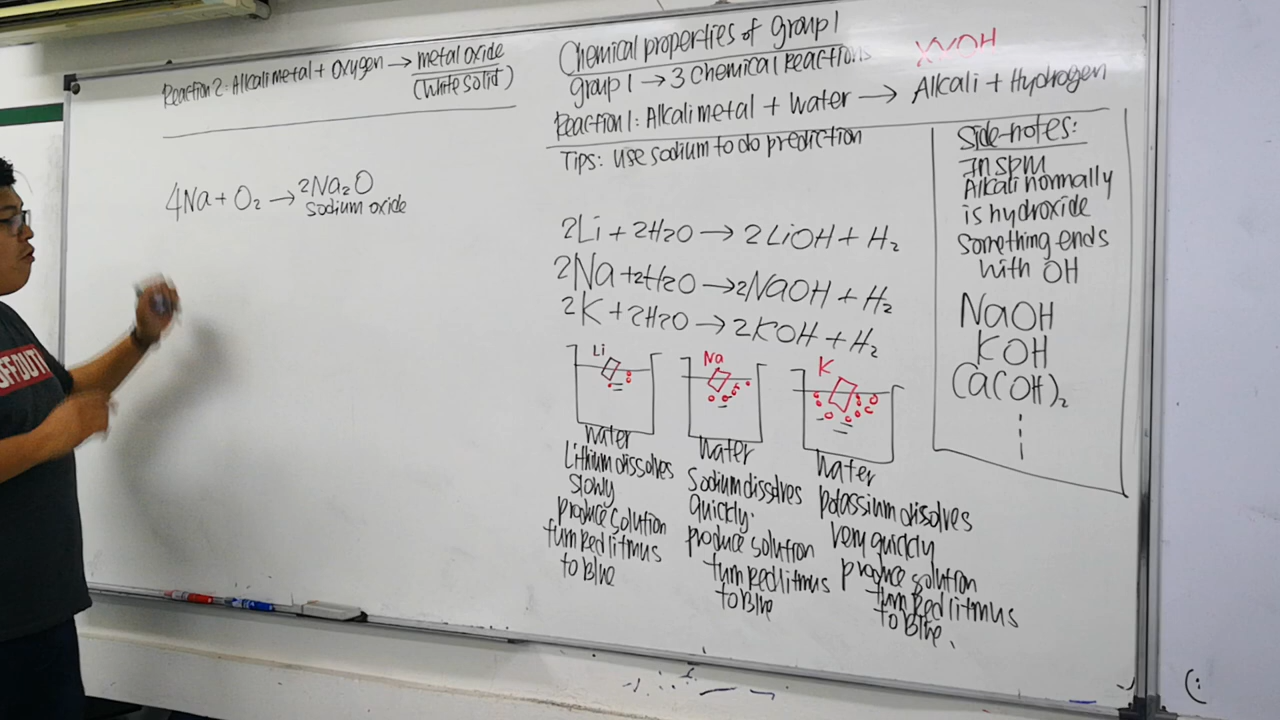 Reaction 2: Alkali metal + Oxygen → metal oxide
(White solid)
4Na + O₂ → 2Na₂O
sodium oxide
Chemical properties of Group 1
group 1 → 3 Chemical Reactions
XYOH
Reaction 1: Alkali metal + Water → Alkali + Hydrogen
Tips: use sodium to do prediction
2Li + 2H2O → 2LiOH + H₂
2Na + 2H2O → 2NaOH + H₂
2K + 2H2O → 2KOH + H₂
Li
Na
K
Water
Lithium dissolves
slowly
produce solution
turn Red litmus
to Blue
Water
Sodium dissolves
Quickly.
produce solution
turn Red litmus
to Blue
Water
potassium dissolves
very quickly
produce solution
turn Red litmus
to Blue.
Side-notes:
In spm
Alkali normally
is hydroxide
something ends
with OH
NaOH
KOH
Ca(OH)₂
(: